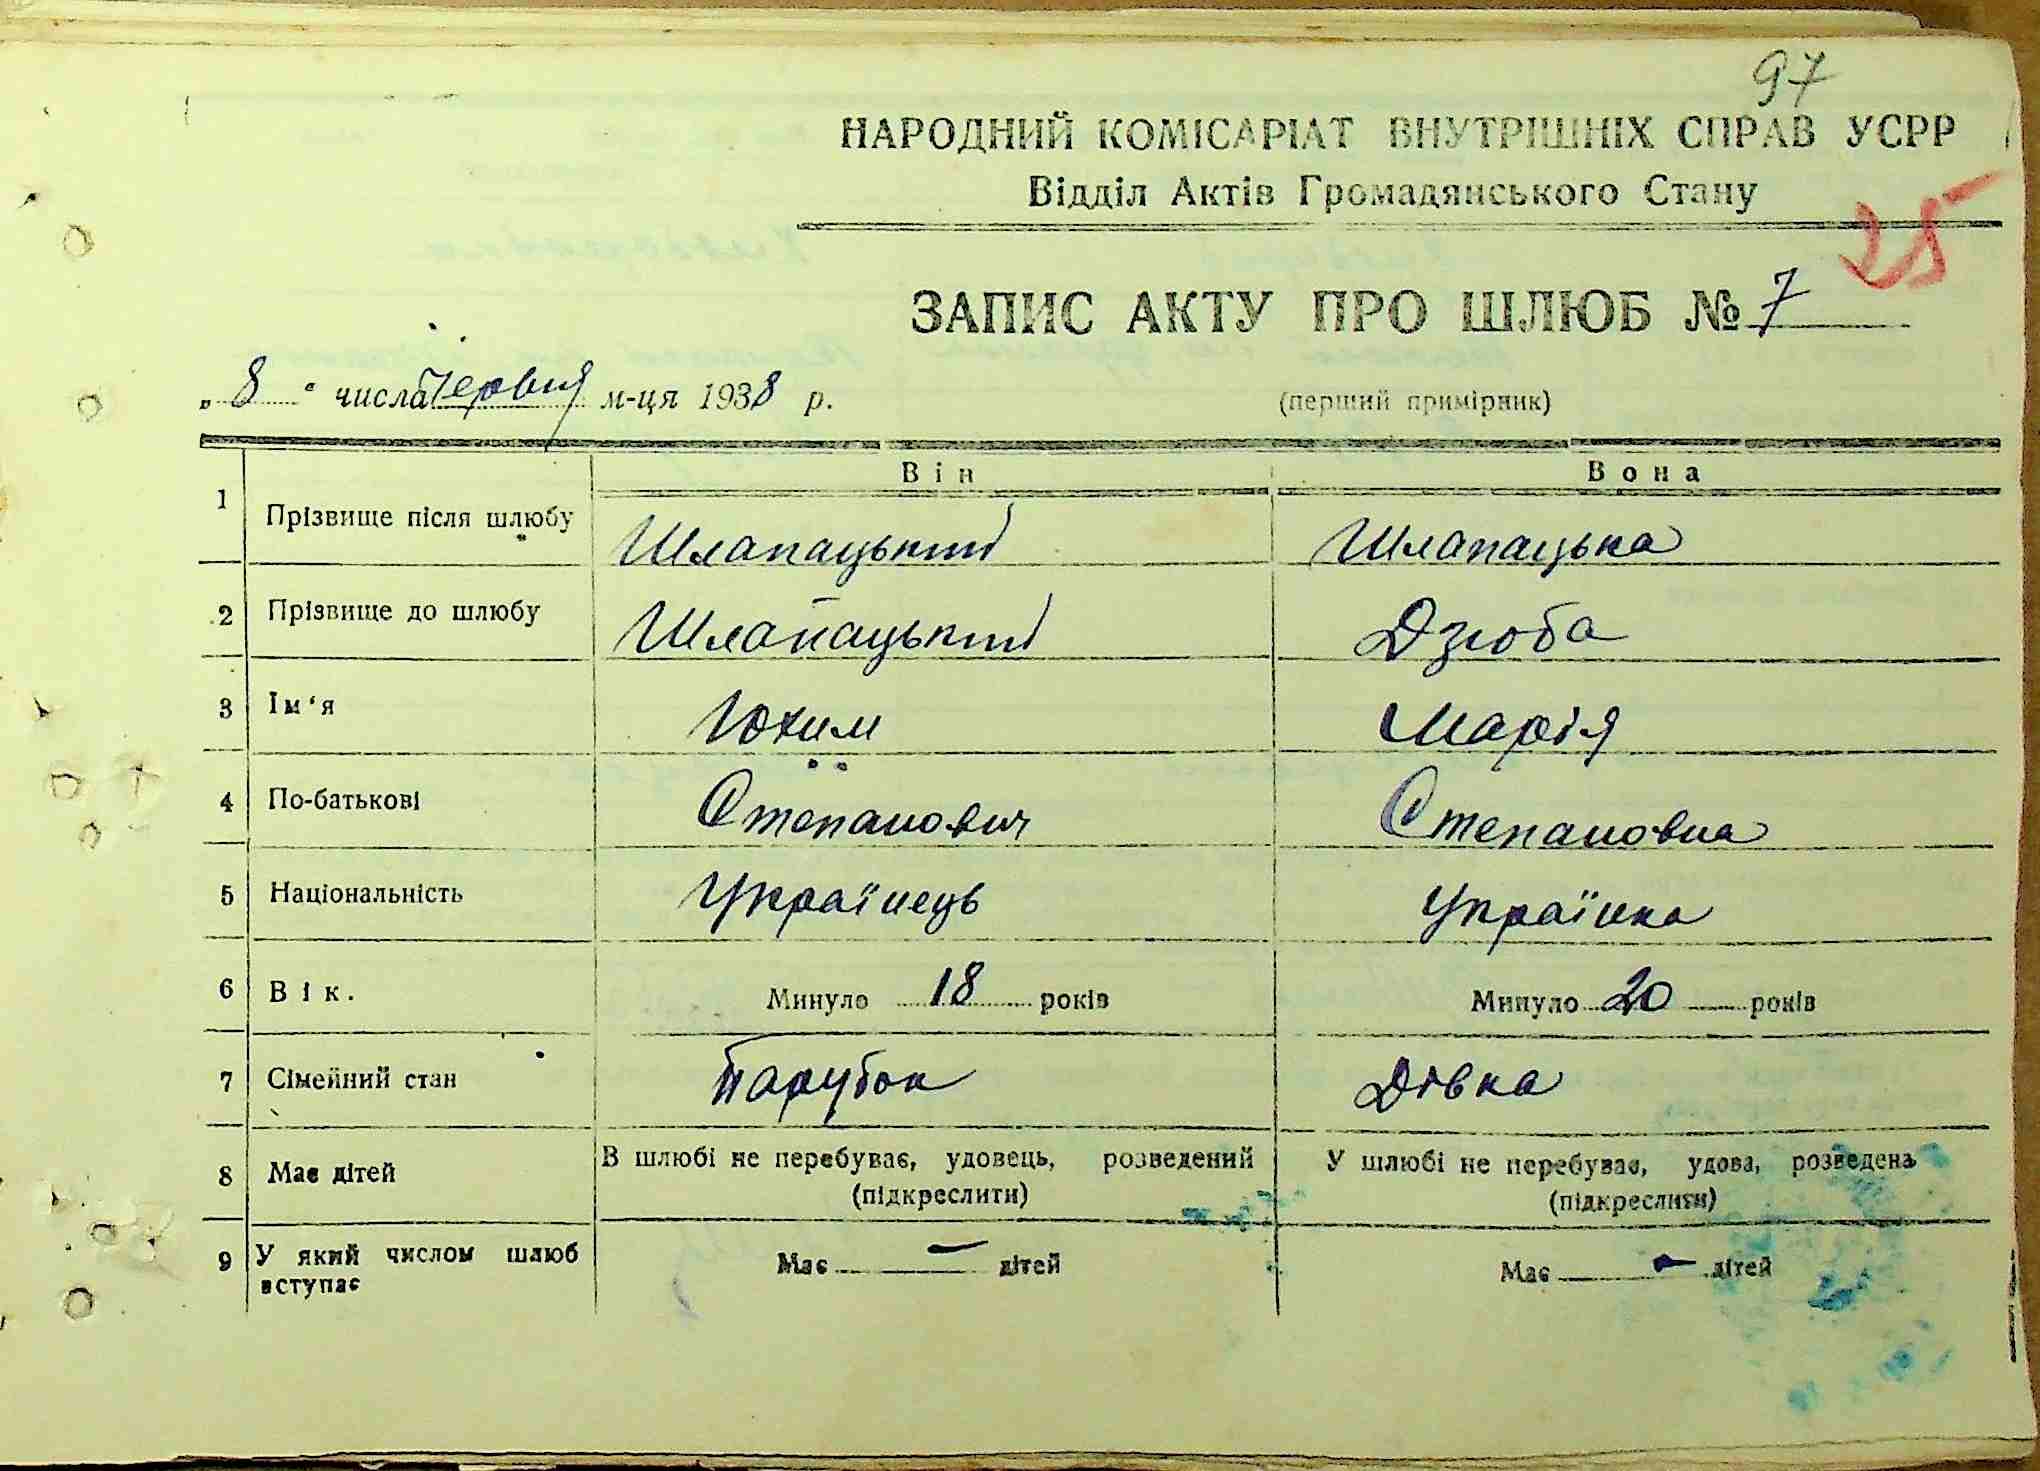 97
НАРОДНИЙ КОМІСАРІАТ ВНУТРІШНІХ СПРАВ УСРР
Відділ Актів Громадянського Стану
25
ЗАПИС АКТУ ПРО ШЛЮБ № 7
„ 8 " числа Червня м-ця 1938 р.
(перший примірник)
Він Вона
1 Прізвище після шлюбу Шлапацький Шлапацька
2 Прізвище до шлюбу Шлапацький Дзюба
3 Ім‘я Юхим Марія
4 По-батькові Степанович Степановна
5 Національність Українець Українка
6 Вік. Минуло 18 років Минуло 20 років
7 Сімейний стан Парубок Дівка
8 Має дітей В шлюбі не перебуває, удовець, розведений (підкреслити) У шлюбі не перебуває, удова, розведена (підкреслити)
9 У який числом шлюб вступає Має — дітей Має — дітей